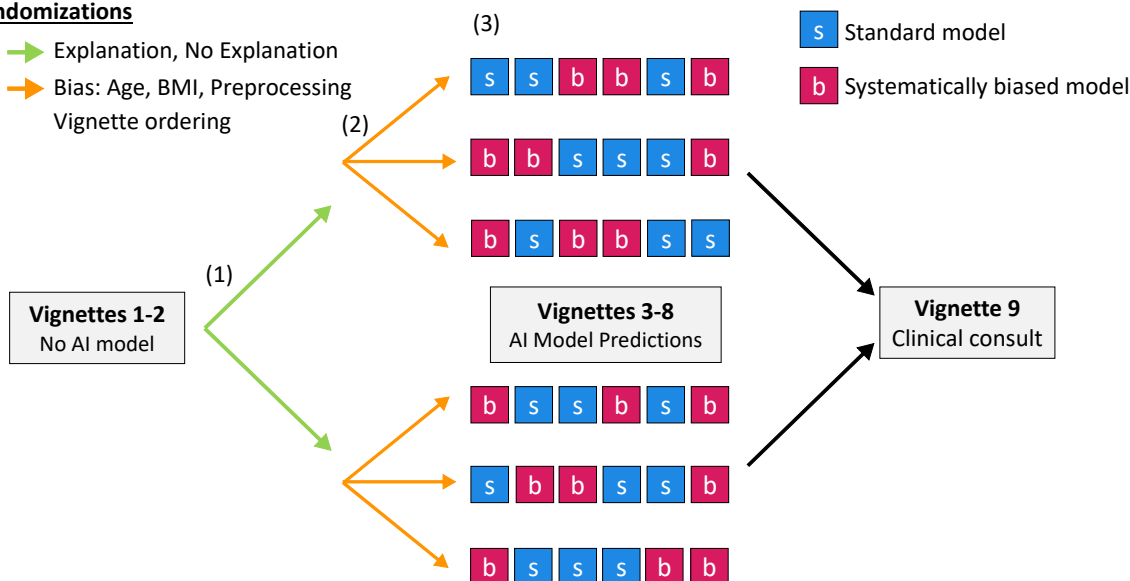 ndomizations
Explanation, No Explanation
Bias: Age, BMI, Preprocessing
Vignette ordering
(1)
(2)
(3)
s Standard model
b Systematically biased model
s s b b s b
b b s s s b
b s b b s s
Vignettes 1-2
No AI model
Vignettes 3-8
AI Model Predictions
Vignette 9
Clinical consult
b s s b s b
s b b s s b
b s s s b b